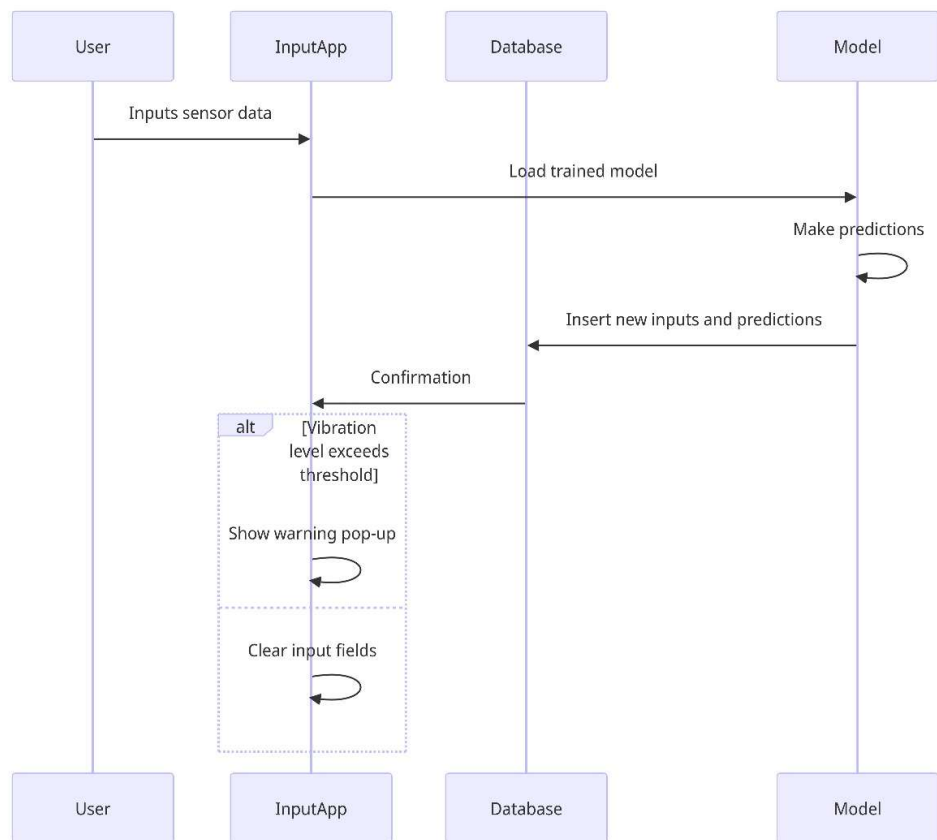 User
InputApp
Database
Model
Inputs sensor data
Load trained model
Make predictions
Insert new inputs and predictions
Confirmation
alt
[Vibration
level exceeds
threshold]
Show warning pop-up
Clear input fields
User
InputApp
Database
Model